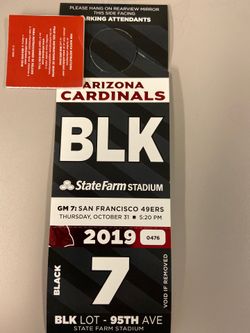 PLEASE HANG ON REARVIEW MIRROR
THIS SIDE FACING
PARKING ATTENDANTS
ARIZONA
CARDINALS
BLK
State Farm STADIUM
GM 7: SAN FRANCISCO 49ERS
THURSDAY, OCTOBER 31 ■ 5:20 PM
2019 0476
BLACK
7
VOID IF REMOVED
BLK LOT - 95TH AVE
STATE FARM STADIUM